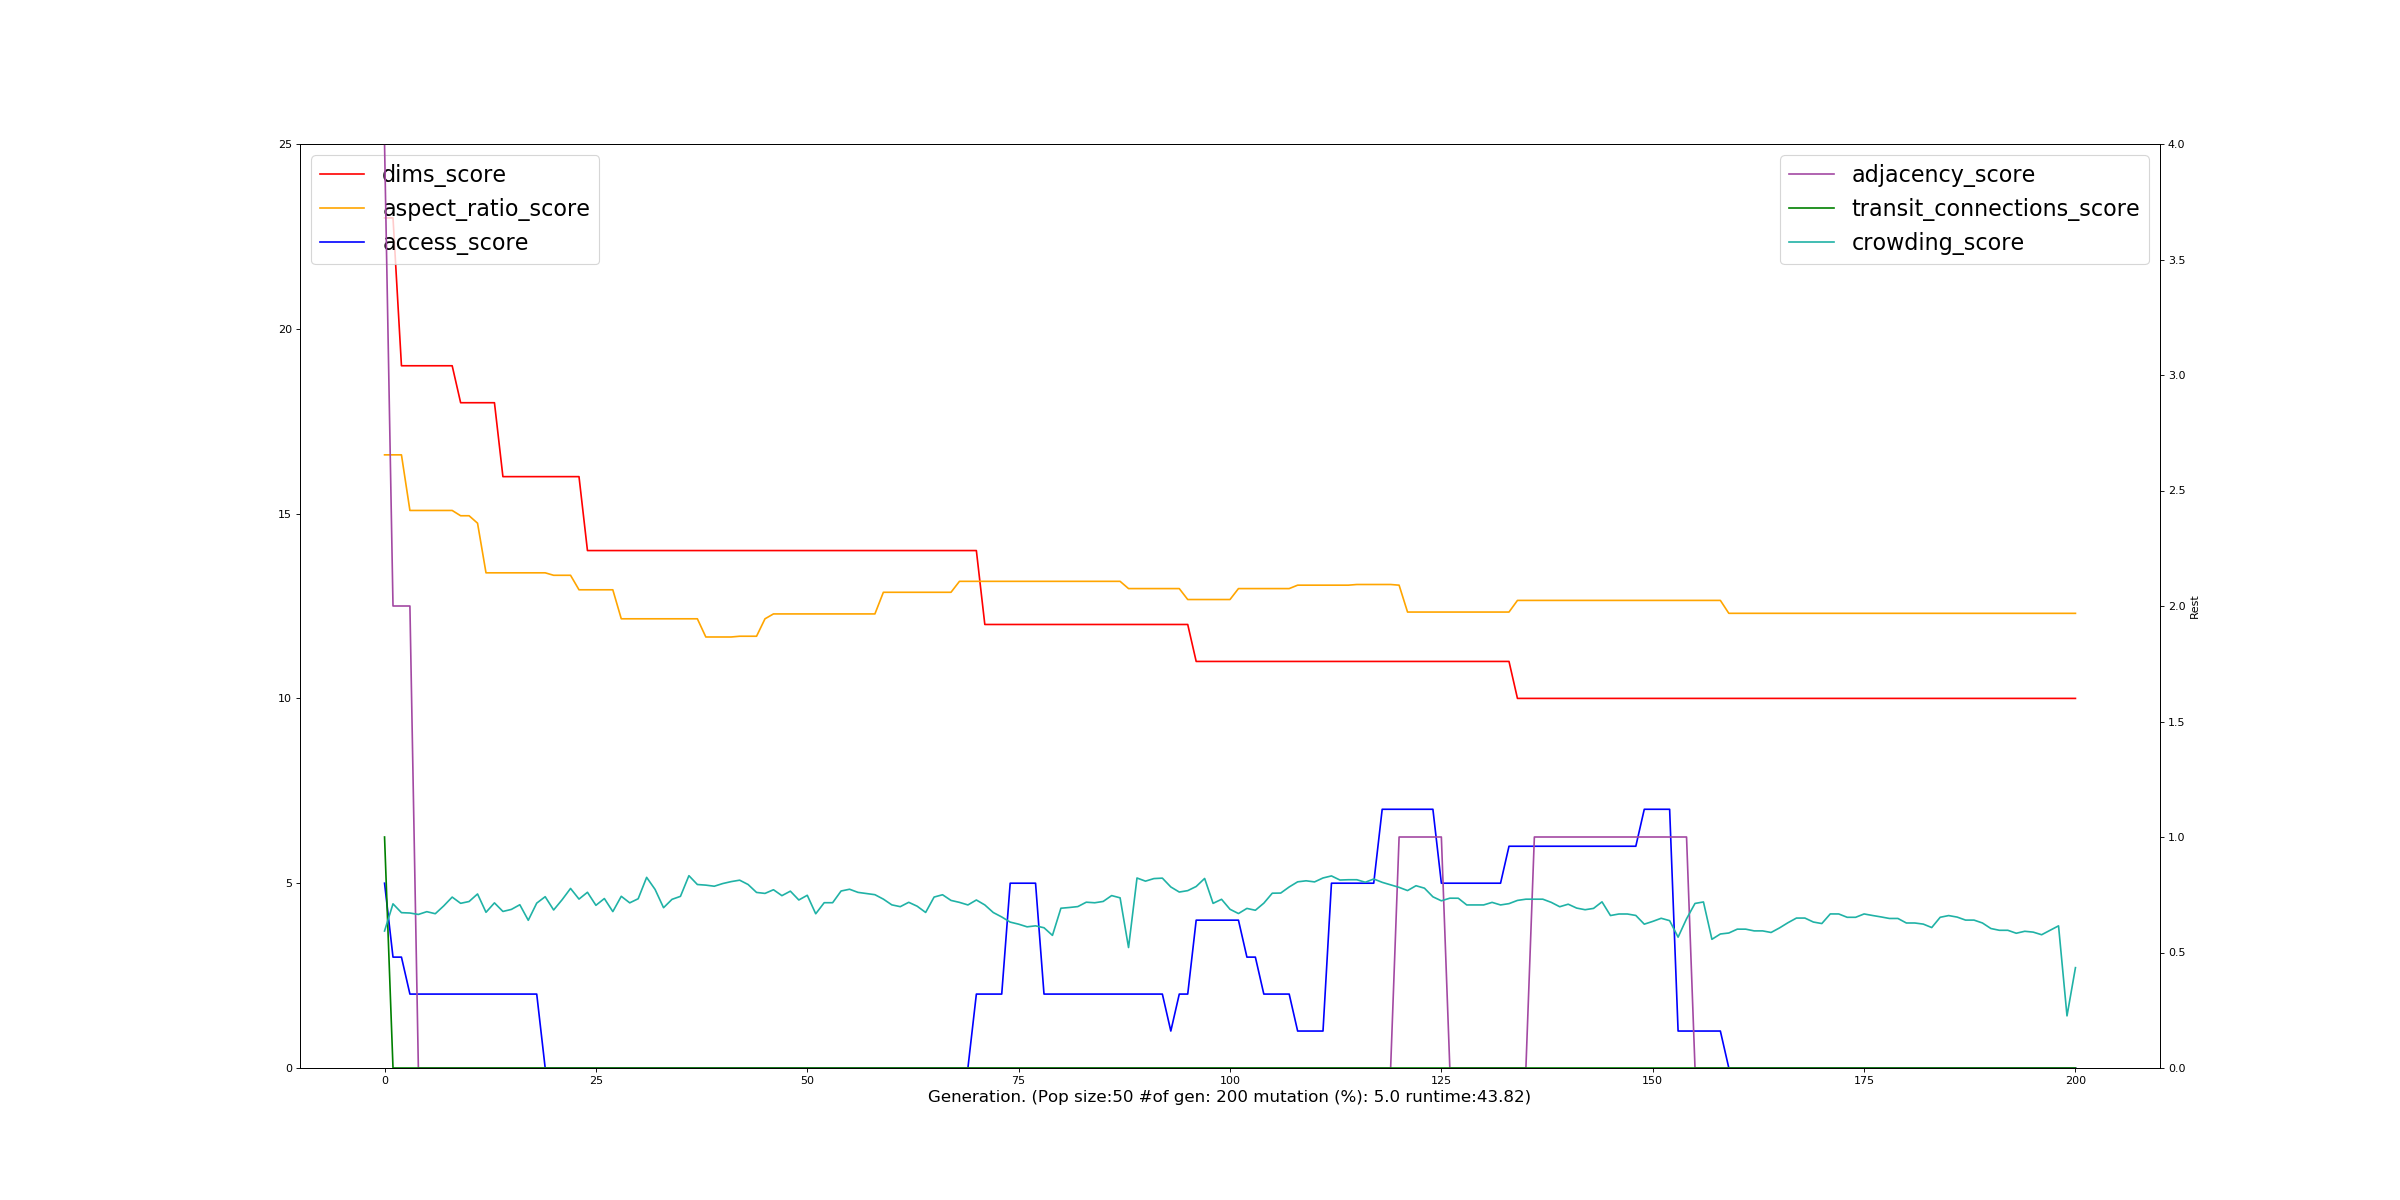 dims_score
aspect_ratio_score
access_score
adjacency_score
transit_connections_score
crowding_score
25
20
15
10
5
0
4.0
3.5
3.0
2.5
2.0
1.5
1.0
0.5
0.0
Rest
0 25 50 75 100 125 150 175 200
Generation. (Pop size:50 #of gen: 200 mutation (%): 5.0 runtime:43.82)